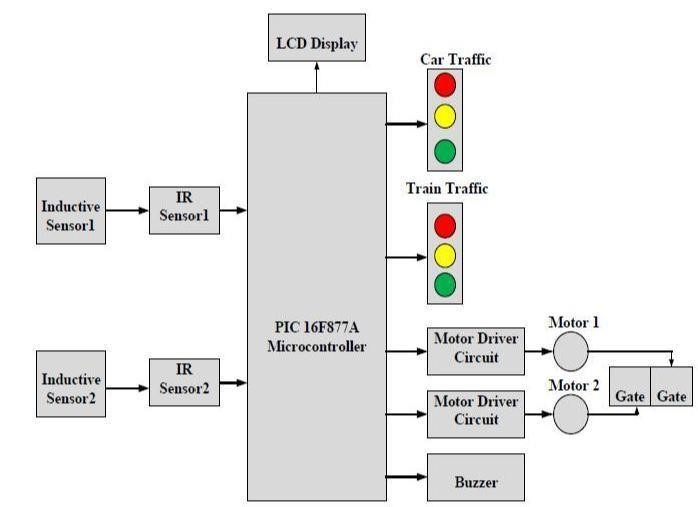 LCD Display
Car Traffic
Inductive
Sensor1
IR
Sensor1
Train Traffic
PIC 16F877A
Microcontroller
Motor 1
Motor Driver
Circuit
Inductive
Sensor2
IR
Sensor2
Motor 2
Gate Gate
Motor Driver
Circuit
Buzzer